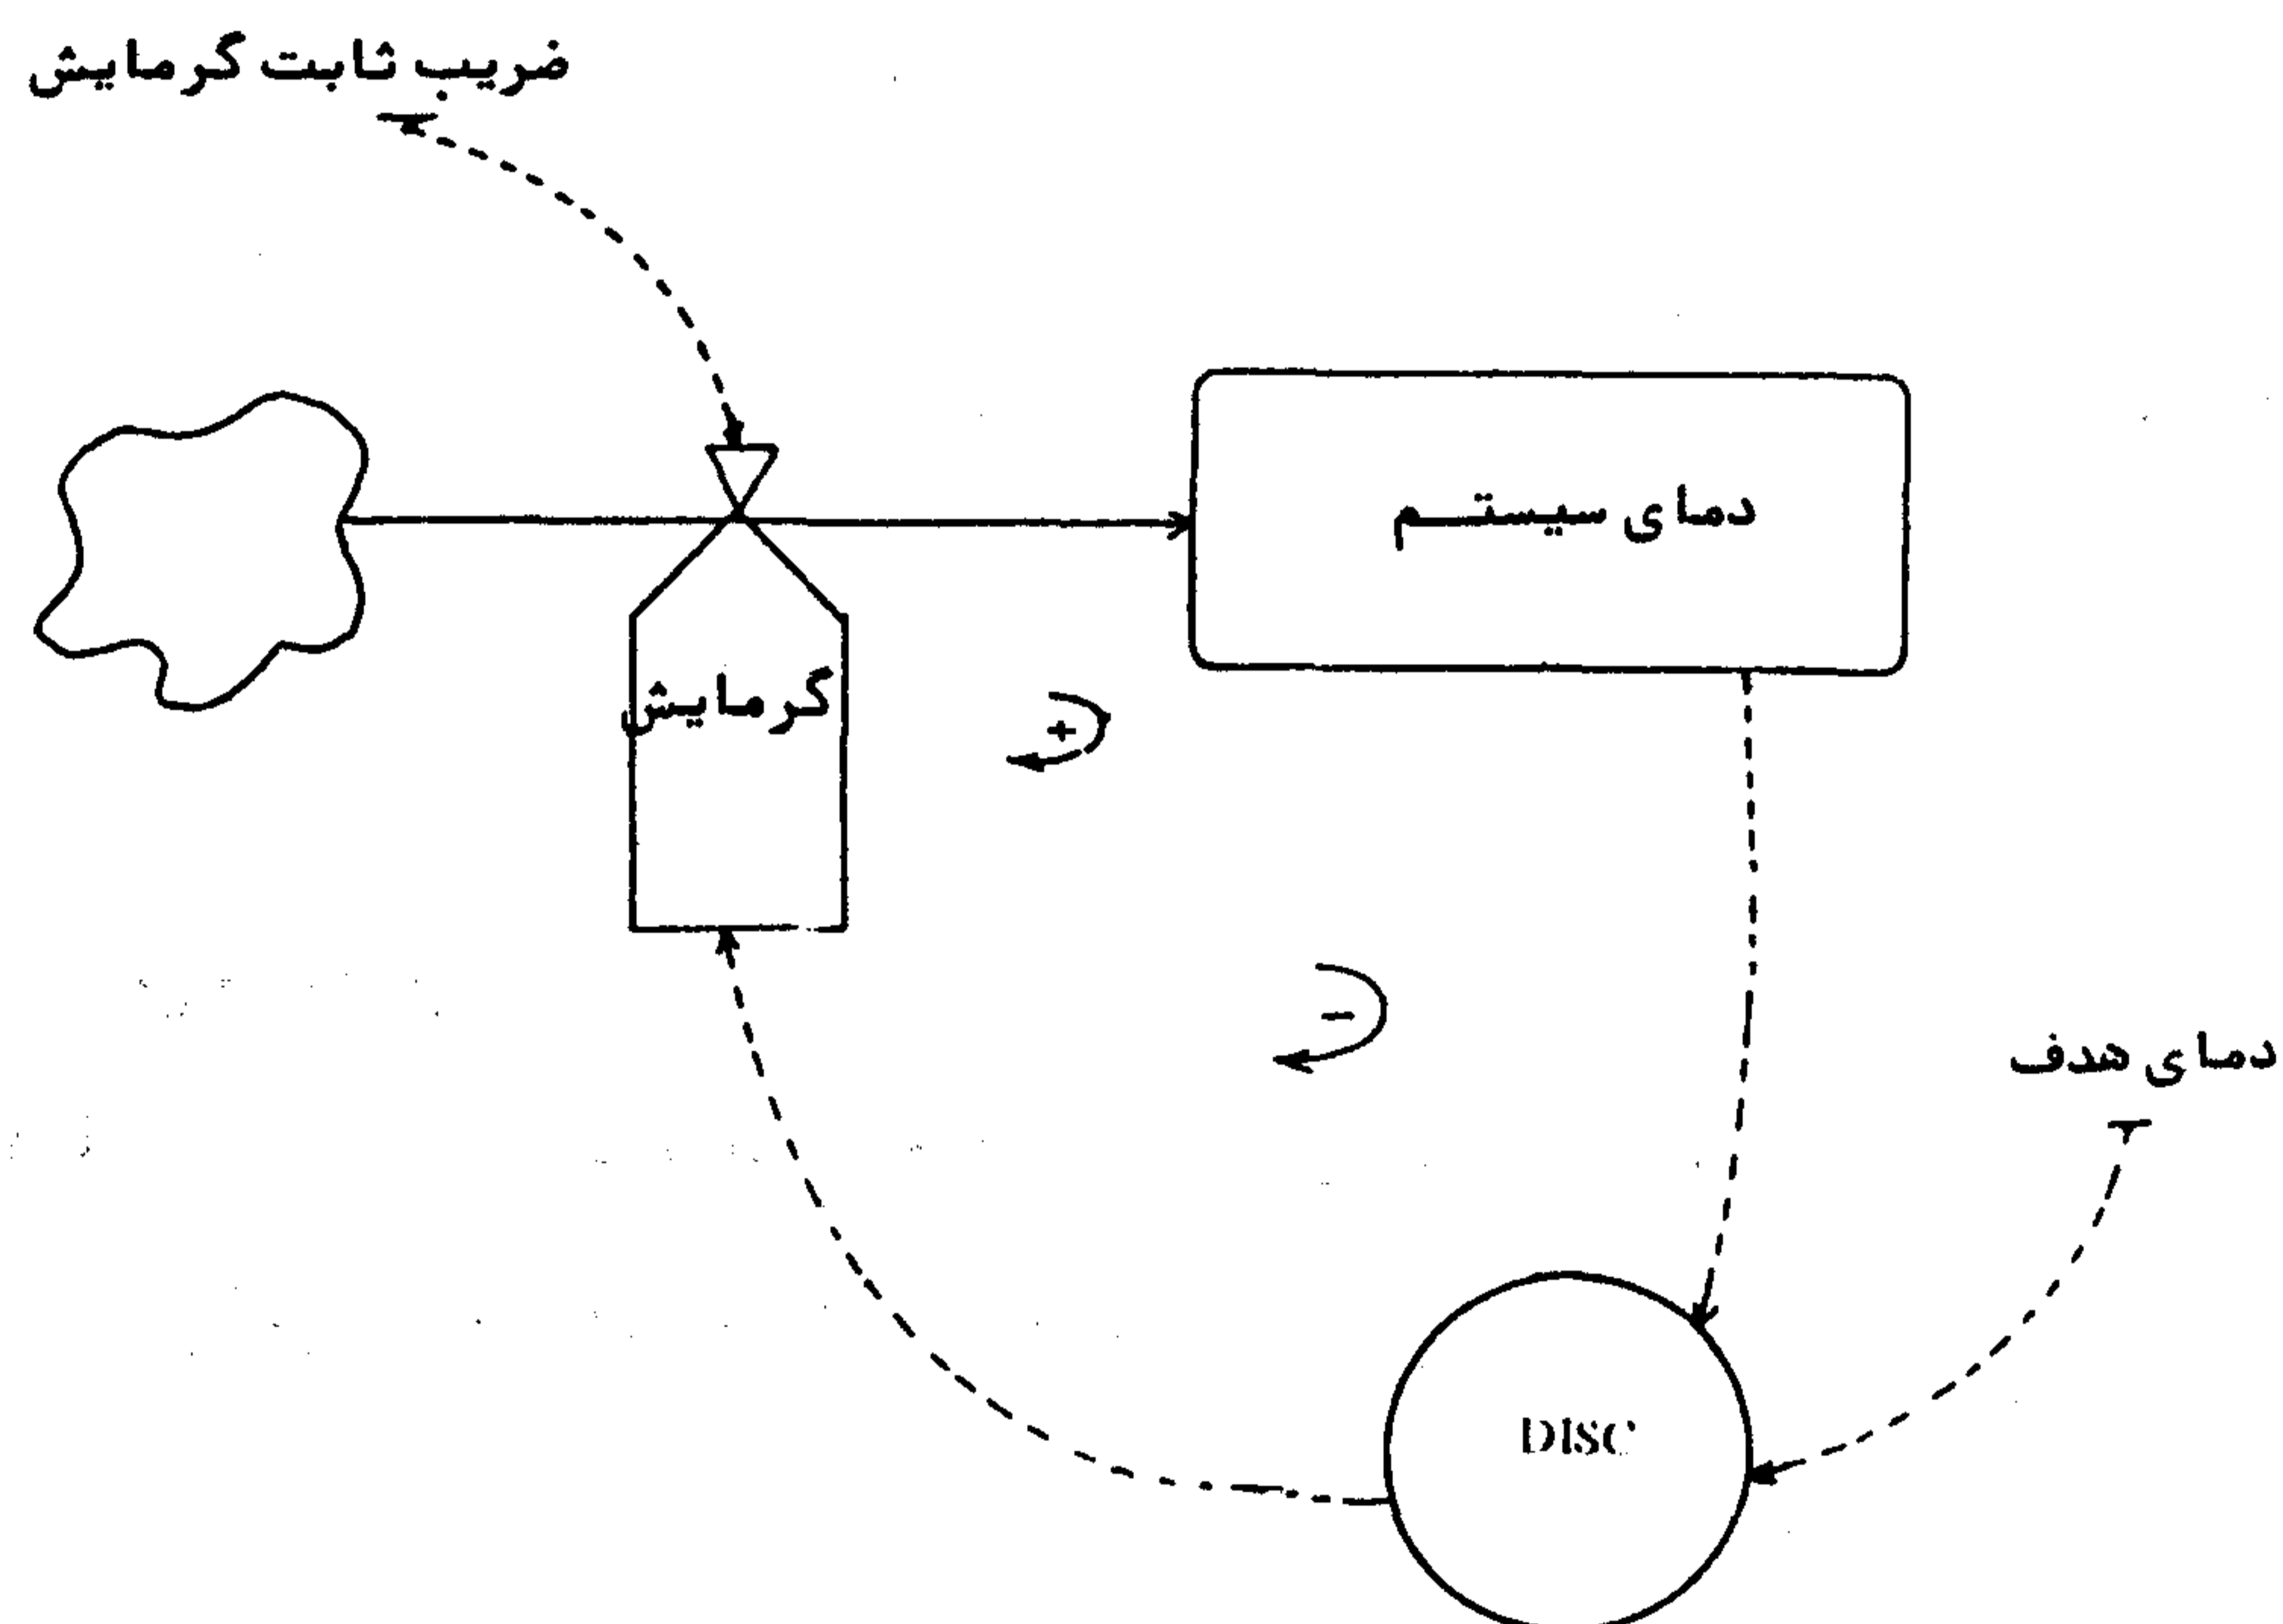 ضریب ثابت گرمایش
دمای سیستم
گرمایش
+
-
دمای هدف
DISC